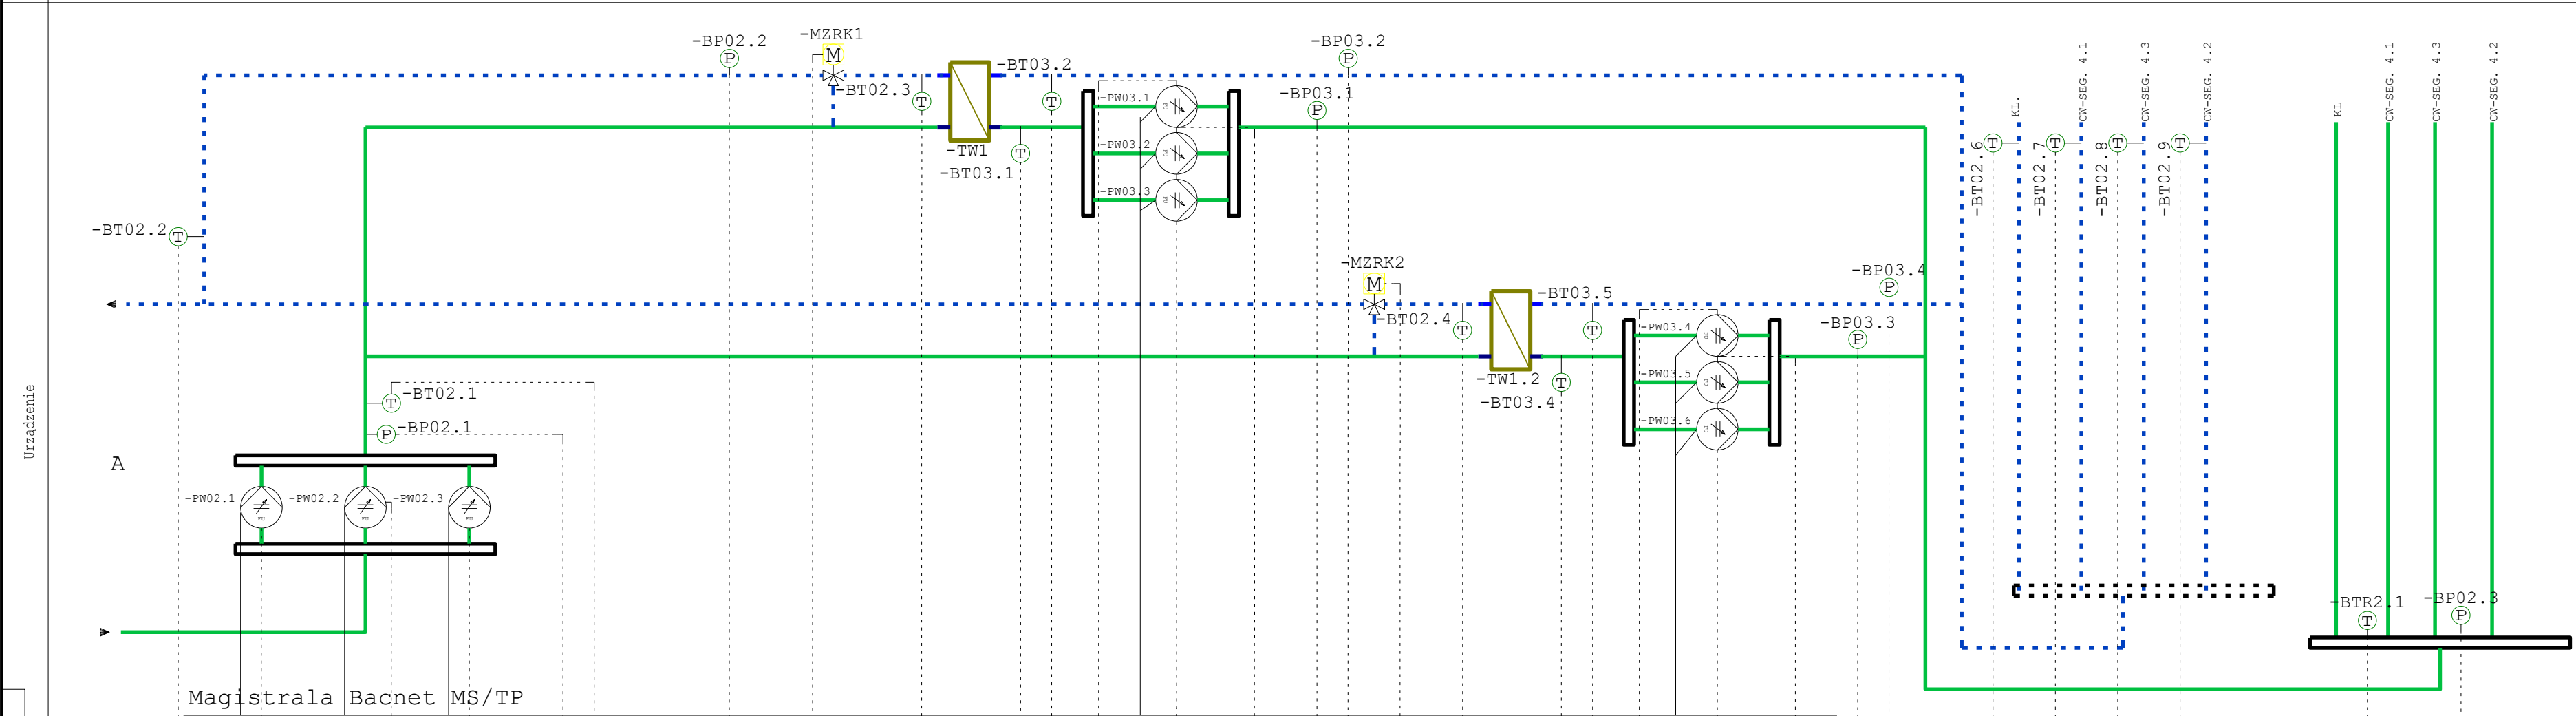 -MZRK1
M
-BP02.2
P
-BP03.2
P
-BT03.2
-BT02.3
T
T
-BP03.1
P
-PW03.1
-PW03.2
-PW03.3
-TW1
-BT03.1
T
KL.
CW-SEG. 4.1
CW-SEG. 4.3
CW-SEG. 4.2
KL
CW-SEG. 4.1
CW-SEG. 4.3
CW-SEG. 4.2
-BT02.6
T
-BT02.7
T
-BT02.8
T
-BT02.9
T
-BT02.2
T
-MZRK2
M
-BP03.4
P
-BT03.5
-BT02.4
T
T
-BP03.3
P
-PW03.4
-PW03.5
-PW03.6
-TW1.2
-BT03.4
T
-BT02.1
T
-BP02.1
P
Urządzenie
A
-PW02.1
-PW02.2
-PW02.3
-BTR2.1
T
-BP02.3
P
Magistrala Bacnet MS/TP